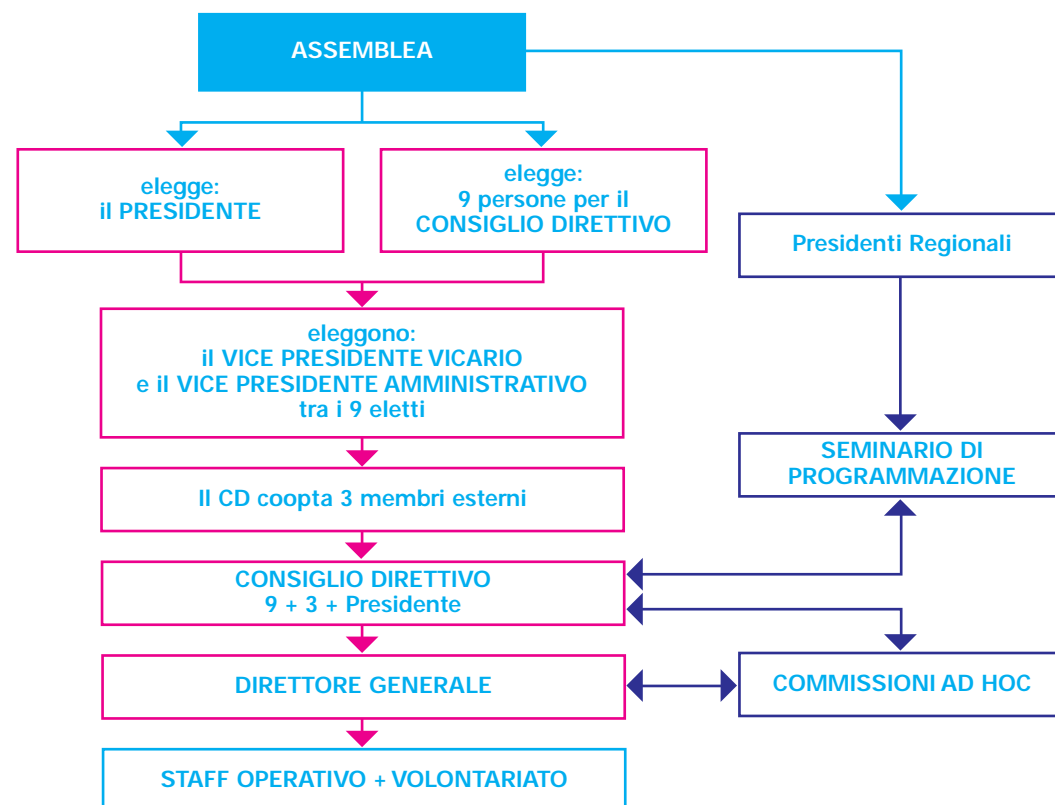 ASSEMBLEA
elegge:
il PRESIDENTE
elegge:
9 persone per il
CONSIGLIO DIRETTIVO
Presidenti Regionali
eleggono:
il VICE PRESIDENTE VICARIO
e il VICE PRESIDENTE AMMINISTRATIVO
tra i 9 eletti
SEMINARIO DI
PROGRAMMAZIONE
Il CD coopta 3 membri esterni
CONSIGLIO DIRETTIVO
9 + 3 + Presidente
DIRETTORE GENERALE
COMMISSIONI AD HOC
STAFF OPERATIVO + VOLONTARIATO